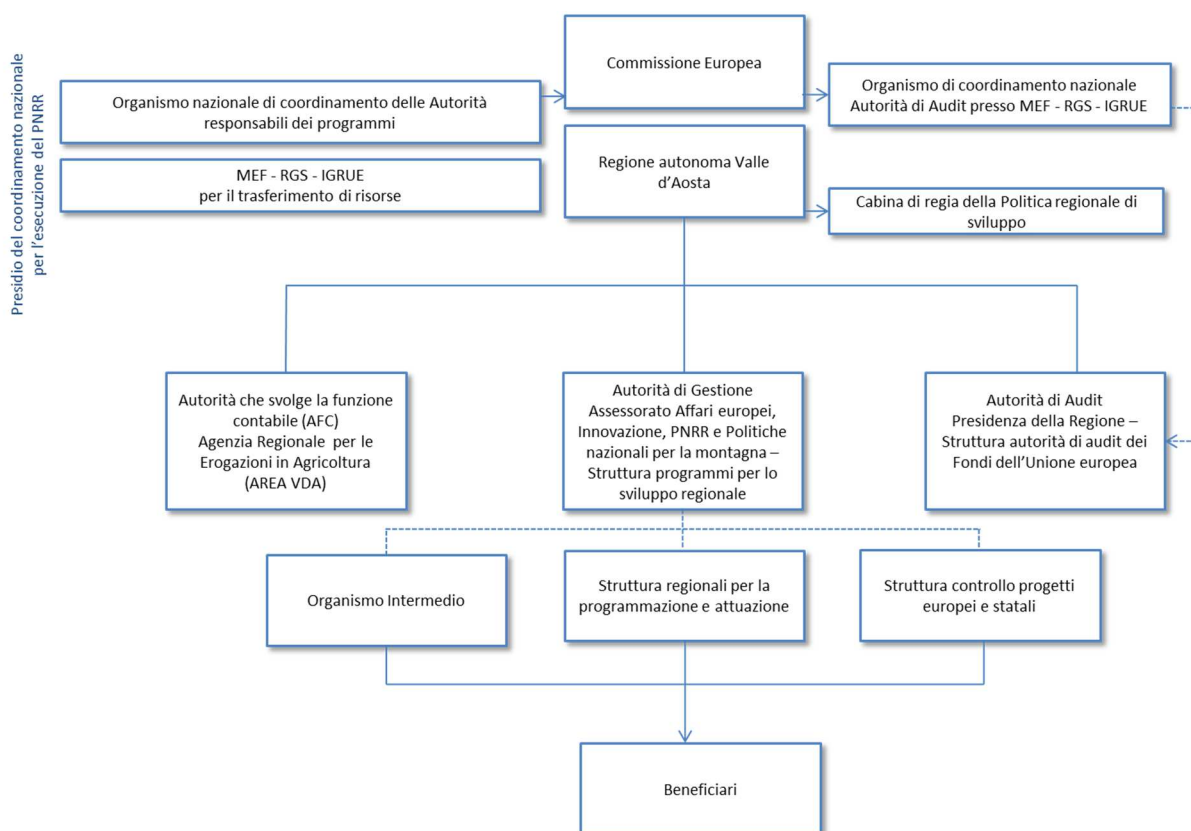 Presidio del coordinamento nazionale
per l'esecuzione del PNRR
Commissione Europea
Organismo nazionale di coordinamento delle Autorità
responsabili dei programmi
Organismo di coordinamento nazionale
Autorità di Audit presso MEF - RGS - IGRUE
MEF - RGS - IGRUE
per il trasferimento di risorse
Regione autonoma Valle
d'Aosta
Cabina di regia della Politica regionale di
sviluppo
Autorità che svolge la funzione
contabile (AFC)
Agenzia Regionale per le
Erogazioni in Agricoltura
(AREA VDA)
Autorità di Gestione
Assessorato Affari europei,
Innovazione, PNRR e Politiche
nazionali per la montagna –
Struttura programmi per lo
sviluppo regionale
Autorità di Audit
Presidenza della Regione –
Struttura autorità di audit dei
Fondi dell'Unione europea
Organismo Intermedio
Struttura regionali per la
programmazione e attuazione
Struttura controllo progetti
europei e statali
Beneficiari